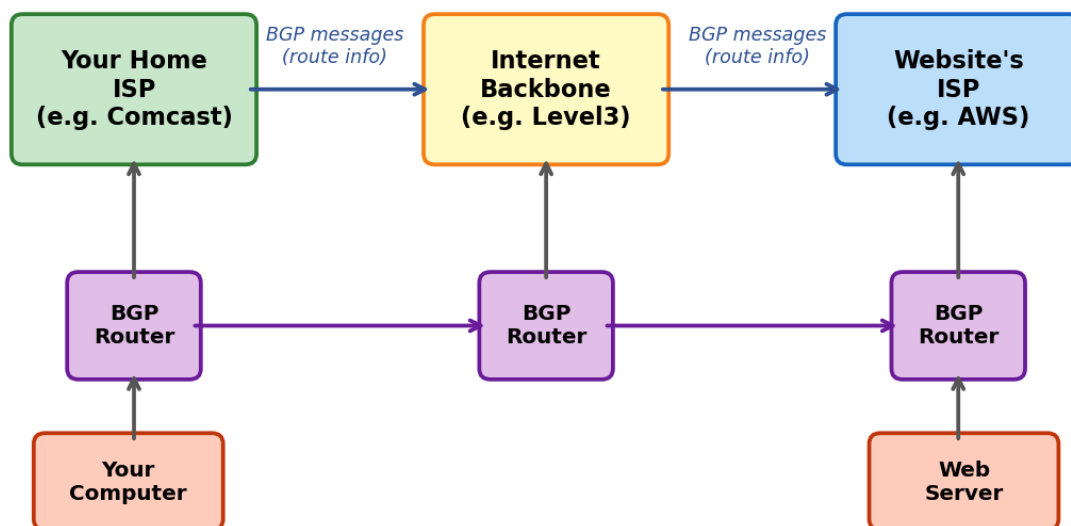 Your Home
ISP
(e.g. Comcast)
BGP messages
(route info)
Internet
Backbone
(e.g. Level3)
BGP messages
(route info)
Website's
ISP
(e.g. AWS)
BGP
Router
BGP
Router
BGP
Router
Your
Computer
Web
Server